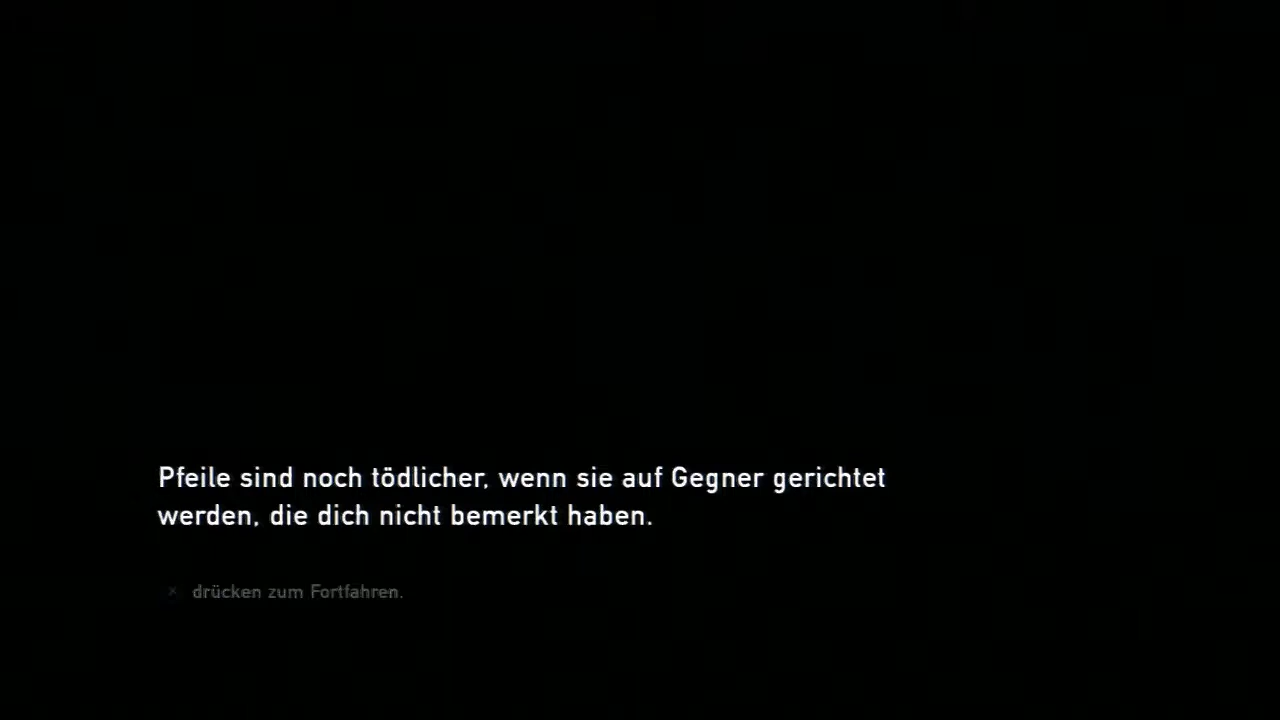 Pfeile sind noch tödlicher, wenn sie auf Gegner gerichtet
werden, die dich nicht bemerkt haben.
× drücken zum Fortfahren.